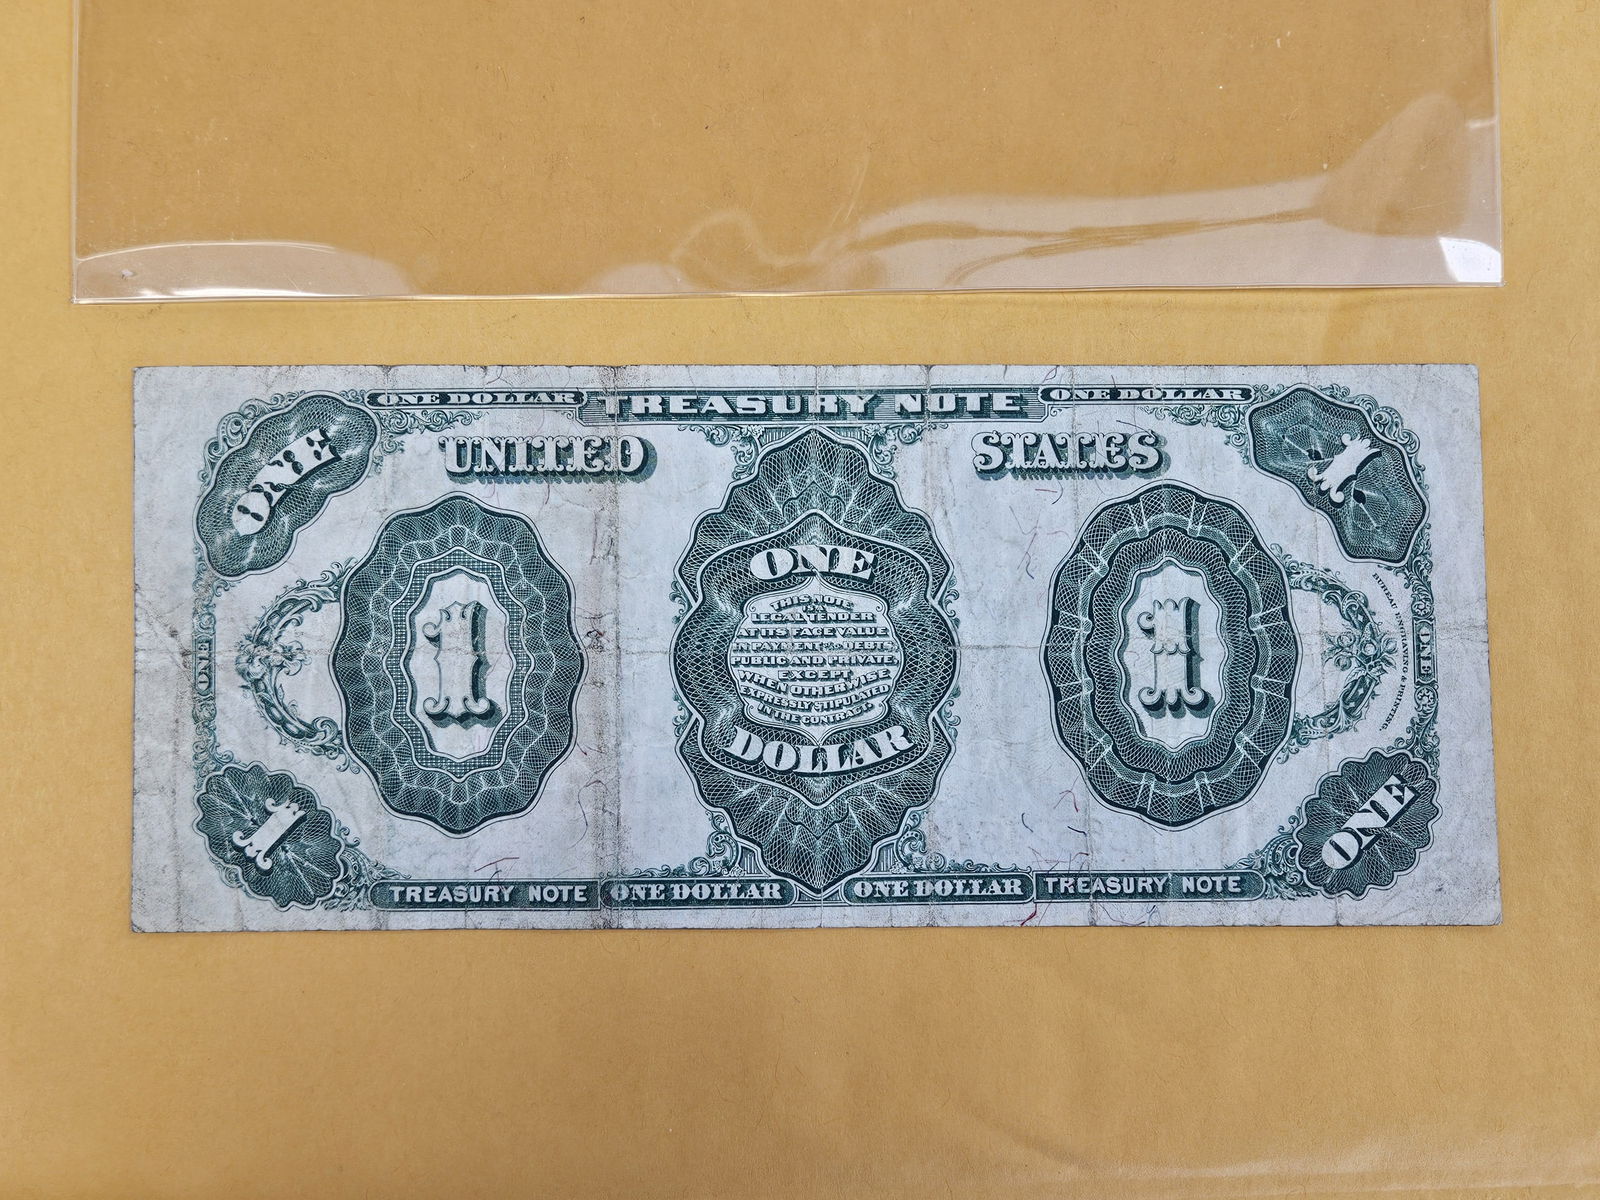 ONE DOLLAR TREASURY NOTE ONE DOLLAR
UNITED STATES
ONE
1
1
ONE
THIS NOTE
IS A
LEGAL TENDER
AT ITS FACE VALUE
IN PAYMENT OF DEBTS
PUBLIC AND PRIVATE,
EXCEPT
WHEN OTHERWISE
EXPRESSLY STIPULATED
IN THE CONTRACT.
DOLLAR
1
1
ONE
ONE
BUREAU ENGRAVING & PRINTING.
1
ONE
TREASURY NOTE ONE DOLLAR ONE DOLLAR TREASURY NOTE